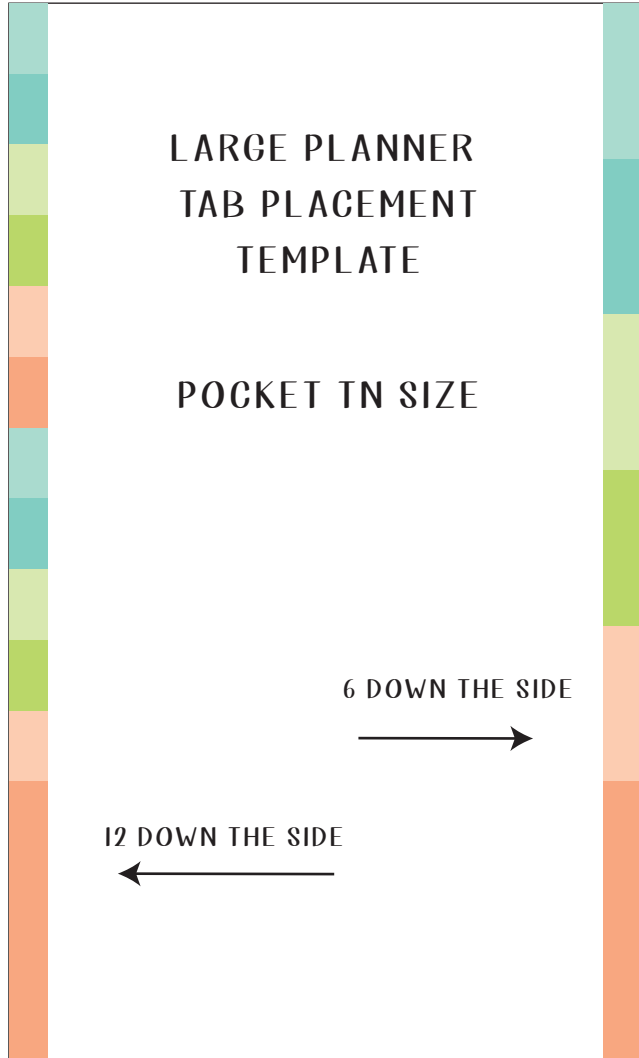 LARGE PLANNER
TAB PLACEMENT
TEMPLATE
POCKET TN SIZE
6 DOWN THE SIDE
12 DOWN THE SIDE